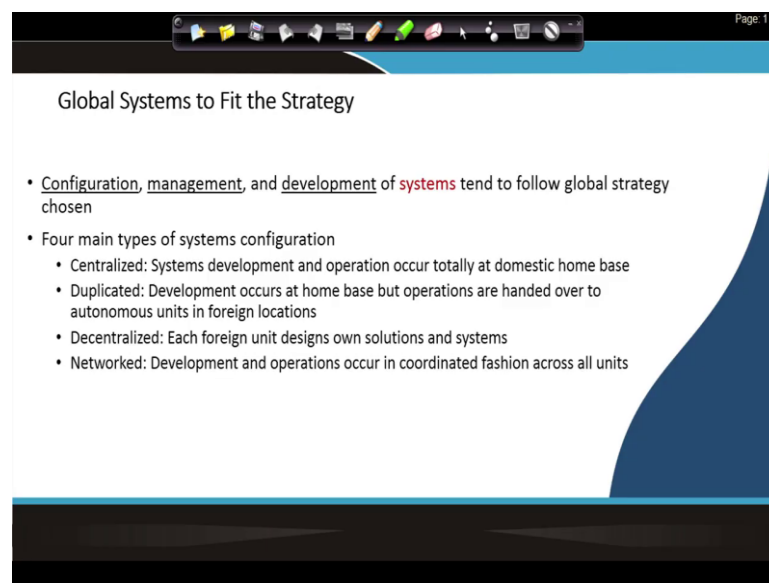 Page: 1
Global Systems to Fit the Strategy
• Configuration, management, and development of systems tend to follow global strategy
chosen
• Four main types of systems configuration
• Centralized: Systems development and operation occur totally at domestic home base
• Duplicated: Development occurs at home base but operations are handed over to
autonomous units in foreign locations
• Decentralized: Each foreign unit designs own solutions and systems
• Networked: Development and operations occur in coordinated fashion across all units